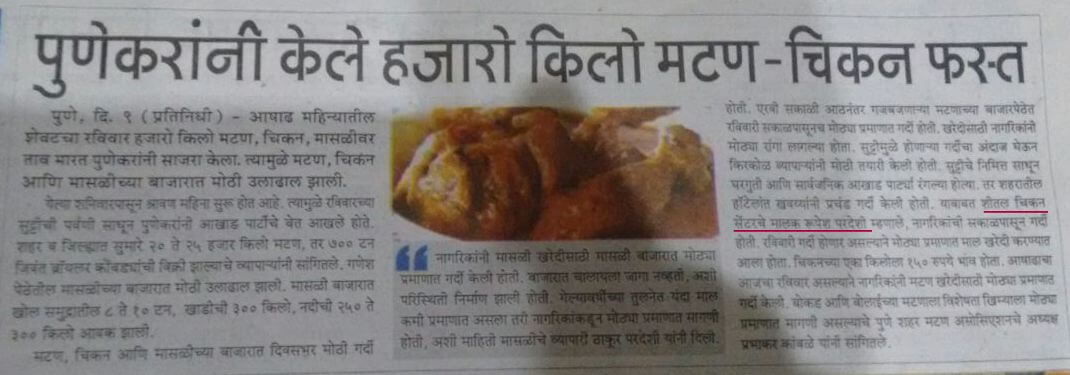 पुणेकरांनी केले हजारो किलो मटण-चिकन फस्त
पुणे, दि. ९ (प्रतिनिधी) - आषाढ महिन्यातील
शेवटचा रविवार हजारो किलो मटण, चिकन, मासळीवर
ताव मारत पुणेकरांनी साजरा केला. त्यामुळे मटण, चिकन
आणि मासळीच्या बाजारात मोठी उलाढाल झाली.
येत्या शनिवारपासून श्रावण महिना सुरू होत आहे. त्यामुळे रविवारच्या
सुट्टीची पर्वणी साधून पुणेकरांनी आखाड पार्टीचे बेत आखले होते.
शहर व जिल्ह्यात सुमारे २० ते २५ हजार किलो मटण, तर ७०० टन
जिवंत ब्रॉयलर कोंबड्यांची विक्री झाल्याचे व्यापाऱ्यांनी सांगितले. गणेश
पेठेतील मासळीच्या बाजारात मोठी उलाढाल झाली. मासळी बाजारात
खोल समुद्रातील ८ ते १० टन, खाडीची ३०० किलो, नदीची २५० ते
३०० किलो आवक झाली.
मटण, चिकन आणि मासळीच्या बाजारात दिवसभर मोठी गर्दी
नागरिकांनी मासळी खरेदीसाठी मासळी बाजारात मोठ्या
प्रमाणात गर्दी केली होती. बाजारात चालायला जागा नव्हती, अशी
परिस्थिती निर्माण झाली होती. गेल्यावर्षीच्या तुलनेत यंदा माल
कमी प्रमाणात असला तरी नागरिकांकडून मोठ्या प्रमाणात मागणी
होती, अशी माहिती मासळीचे व्यापारी ठाकूर परदेशी यांनी दिली.
होती. एरवी सकाळी आठनंतर गजबजणाऱ्या मटणाच्या बाजारपेठेत
रविवारी सकाळपासूनच मोठ्या प्रमाणात गर्दी होती. खरेदीसाठी नागरिकांनी
मोठ्या रांगा लागल्या होत्या. सुट्टीमुळे होणाऱ्या गर्दीचा अंदाज घेऊन
किरकोळ व्यापाऱ्यांनी मोठी तयारी केली होती. सुट्टीचे निमित्त साधून
घरगुती आणि सार्वजनिक आखाड पार्ट्या रंगल्या होत्या. तर शहरातील
हॉटेलांत खवय्यांनी प्रचंड गर्दी केली होती. याबाबत शीतल चिकन
सेंटरचे मालक रूपेश परदेशी म्हणाले, नागरिकांची सकाळपासून गर्दी
होती. रविवारी गर्दी होणार असल्याने मोठ्या प्रमाणात माल खरेदी करण्यात
आला होता. चिकनच्या एका किलोला १५० रुपये भाव होता. आषाढाचा
आजचा रविवार असल्याने नागरिकांनी मटण खरेदीसाठी मोठ्या प्रमाणात
गर्दी केली. बोकड आणि बोलाईच्या मटणाला विशेषतः खिम्याला मोठ्या
प्रमाणात मागणी असल्याचे पुणे शहर मटण असोसिएशनचे अध्यक्ष
प्रभाकर कांबळे यांनी सांगितले.